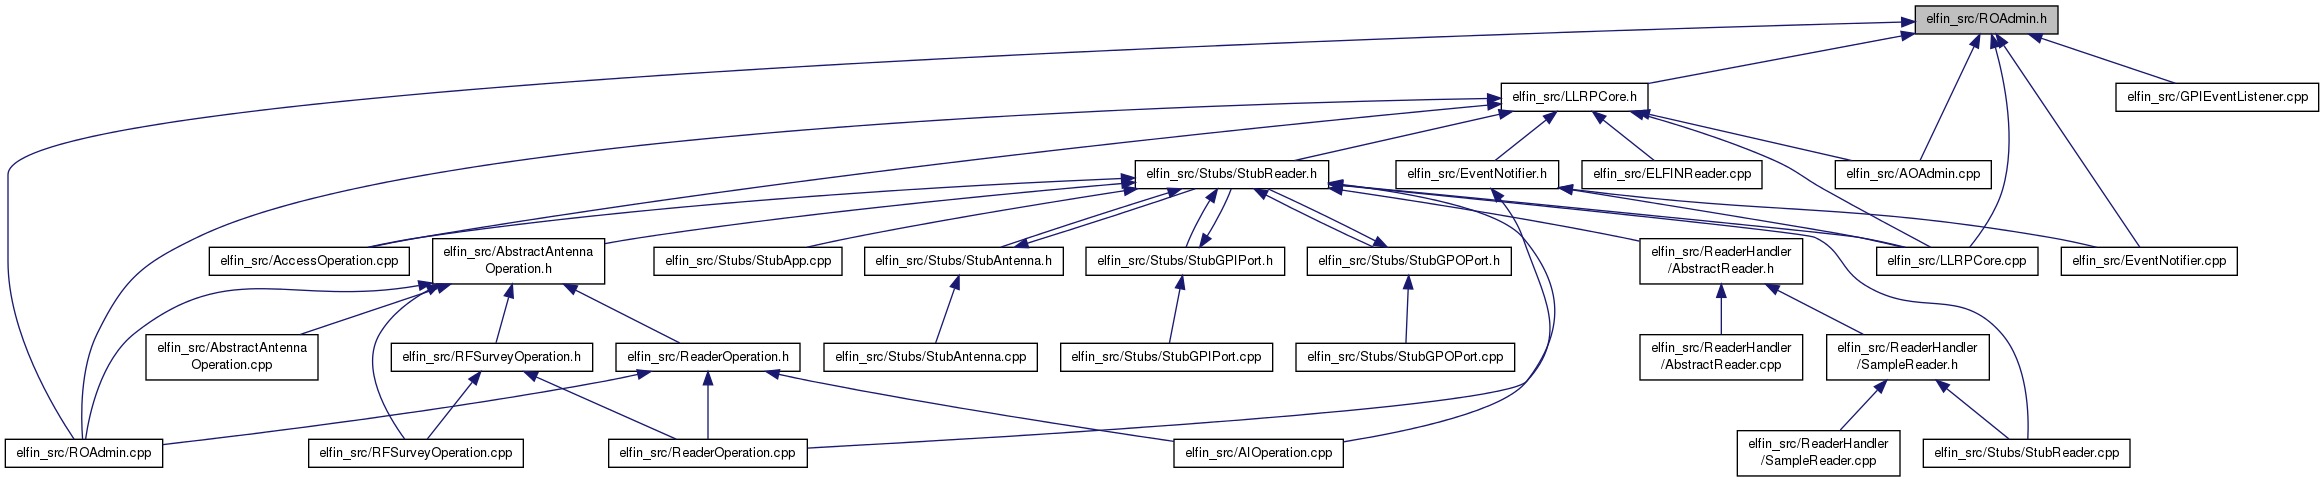 elfin_src/ROAdmin.h
elfin_src/LLRPCore.h
elfin_src/GPIEventListener.cpp
elfin_src/Stubs/StubReader.h
elfin_src/EventNotifier.h
elfin_src/ELFINReader.cpp
elfin_src/AOAdmin.cpp
elfin_src/AccessOperation.cpp
elfin_src/AbstractAntenna
Operation.h
elfin_src/Stubs/StubApp.cpp
elfin_src/Stubs/StubAntenna.h
elfin_src/Stubs/StubGPIPort.h
elfin_src/Stubs/StubGPOPort.h
elfin_src/ReaderHandler
/AbstractReader.h
elfin_src/LLRPCore.cpp
elfin_src/EventNotifier.cpp
elfin_src/AbstractAntenna
Operation.cpp
elfin_src/RFSurveyOperation.h
elfin_src/ReaderOperation.h
elfin_src/Stubs/StubAntenna.cpp
elfin_src/Stubs/StubGPIPort.cpp
elfin_src/Stubs/StubGPOPort.cpp
elfin_src/ReaderHandler
/AbstractReader.cpp
elfin_src/ReaderHandler
/SampleReader.h
elfin_src/ROAdmin.cpp
elfin_src/RFSurveyOperation.cpp
elfin_src/ReaderOperation.cpp
elfin_src/AIOperation.cpp
elfin_src/ReaderHandler
/SampleReader.cpp
elfin_src/Stubs/StubReader.cpp